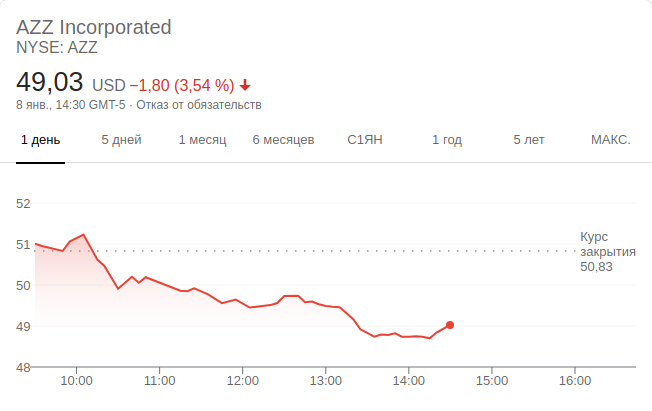 AZZ Incorporated
NYSE: AZZ
49,03 USD −1,80 (3,54 %)
8 янв., 14:30 GMT-5 · Отказ от обязательств
1 день 5 дней 1 месяц 6 месяцев С1ЯН 1 год 5 лет МАКС.
52
51
50
49
48
Курс
закрытия
50,83
10:00 11:00 12:00 13:00 14:00 15:00 16:00